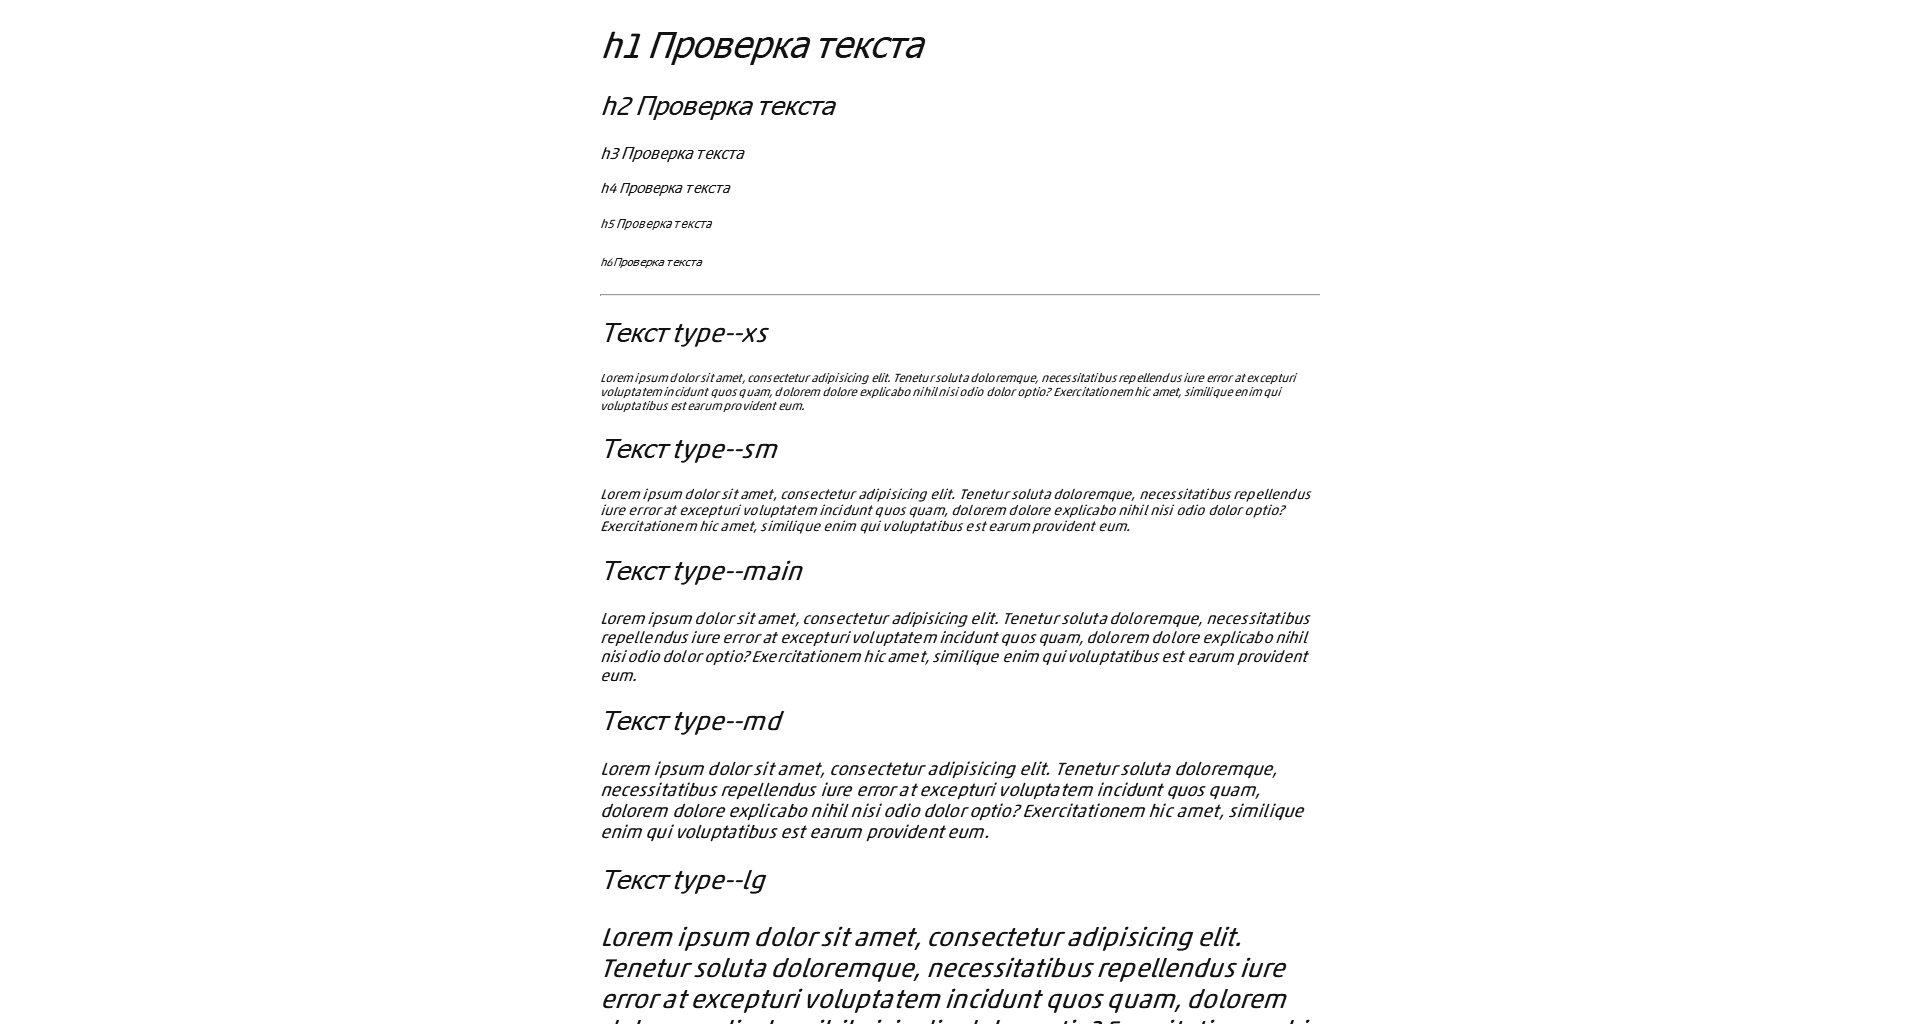 h1 Проверка текста
h2 Проверка текста
h3 Проверка текста
h4 Проверка текста
h5 Проверка текста
h6 Проверка текста
Текст type--xs
Lorem ipsum dolor sit amet, consectetur adipisicing elit. Tenetur soluta doloremque, necessitatibus repellendus iure error at excepturi
voluptatem incidunt quos quam, dolorem dolore explicabo nihil nisi odio dolor optio? Exercitationem hic amet, similique enim qui
voluptatibus est earum provident eum.
Текст type--sm
Lorem ipsum dolor sit amet, consectetur adipisicing elit. Tenetur soluta doloremque, necessitatibus repellendus
iure error at excepturi voluptatem incidunt quos quam, dolorem dolore explicabo nihil nisi odio dolor optio?
Exercitationem hic amet, similique enim qui voluptatibus est earum provident eum.
Текст type--main
Lorem ipsum dolor sit amet, consectetur adipisicing elit. Tenetur soluta doloremque, necessitatibus
repellendus iure error at excepturi voluptatem incidunt quos quam, dolorem dolore explicabo nihil
nisi odio dolor optio? Exercitationem hic amet, similique enim qui voluptatibus est earum provident
eum.
Текст type--md
Lorem ipsum dolor sit amet, consectetur adipisicing elit. Tenetur soluta doloremque,
necessitatibus repellendus iure error at excepturi voluptatem incidunt quos quam,
dolorem dolore explicabo nihil nisi odio dolor optio? Exercitationem hic amet, similique
enim qui voluptatibus est earum provident eum.
Текст type--lg
Lorem ipsum dolor sit amet, consectetur adipisicing elit.
Tenetur soluta doloremque, necessitatibus repellendus iure
error at excepturi voluptatem incidunt quos quam, dolorem